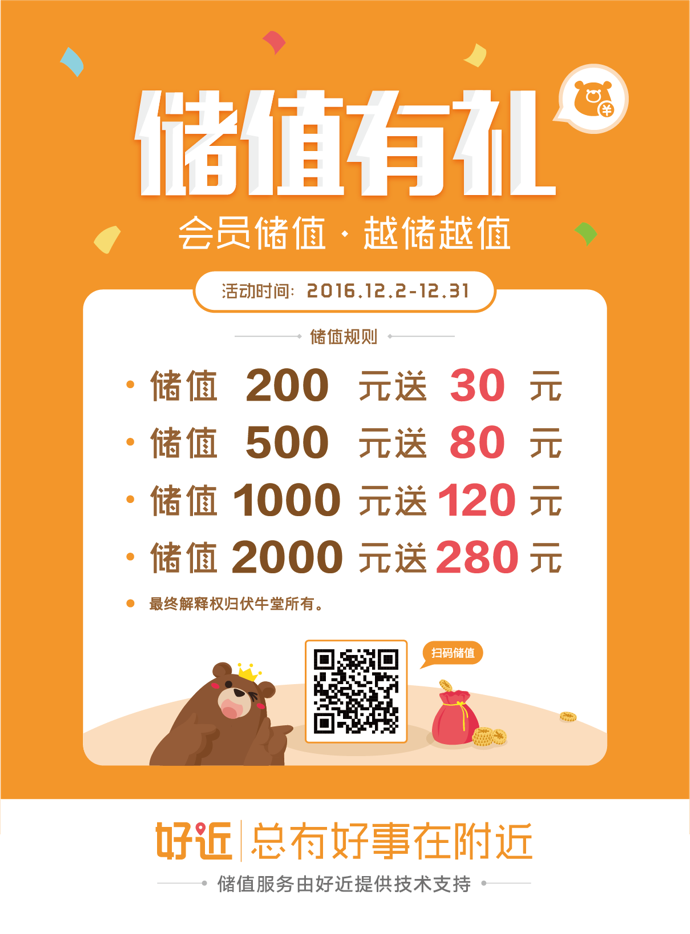 储值有礼
会员储值·越储越值
活动时间：2016.12.2-12.31
储值规则
• 储值 200 元送 30 元
• 储值 500 元送 80 元
• 储值 1000 元送 120 元
• 储值 2000 元送 280 元
• 最终解释权归伏牛堂所有。
扫码储值
好近 | 总有好事在附近
储值服务由好近提供技术支持